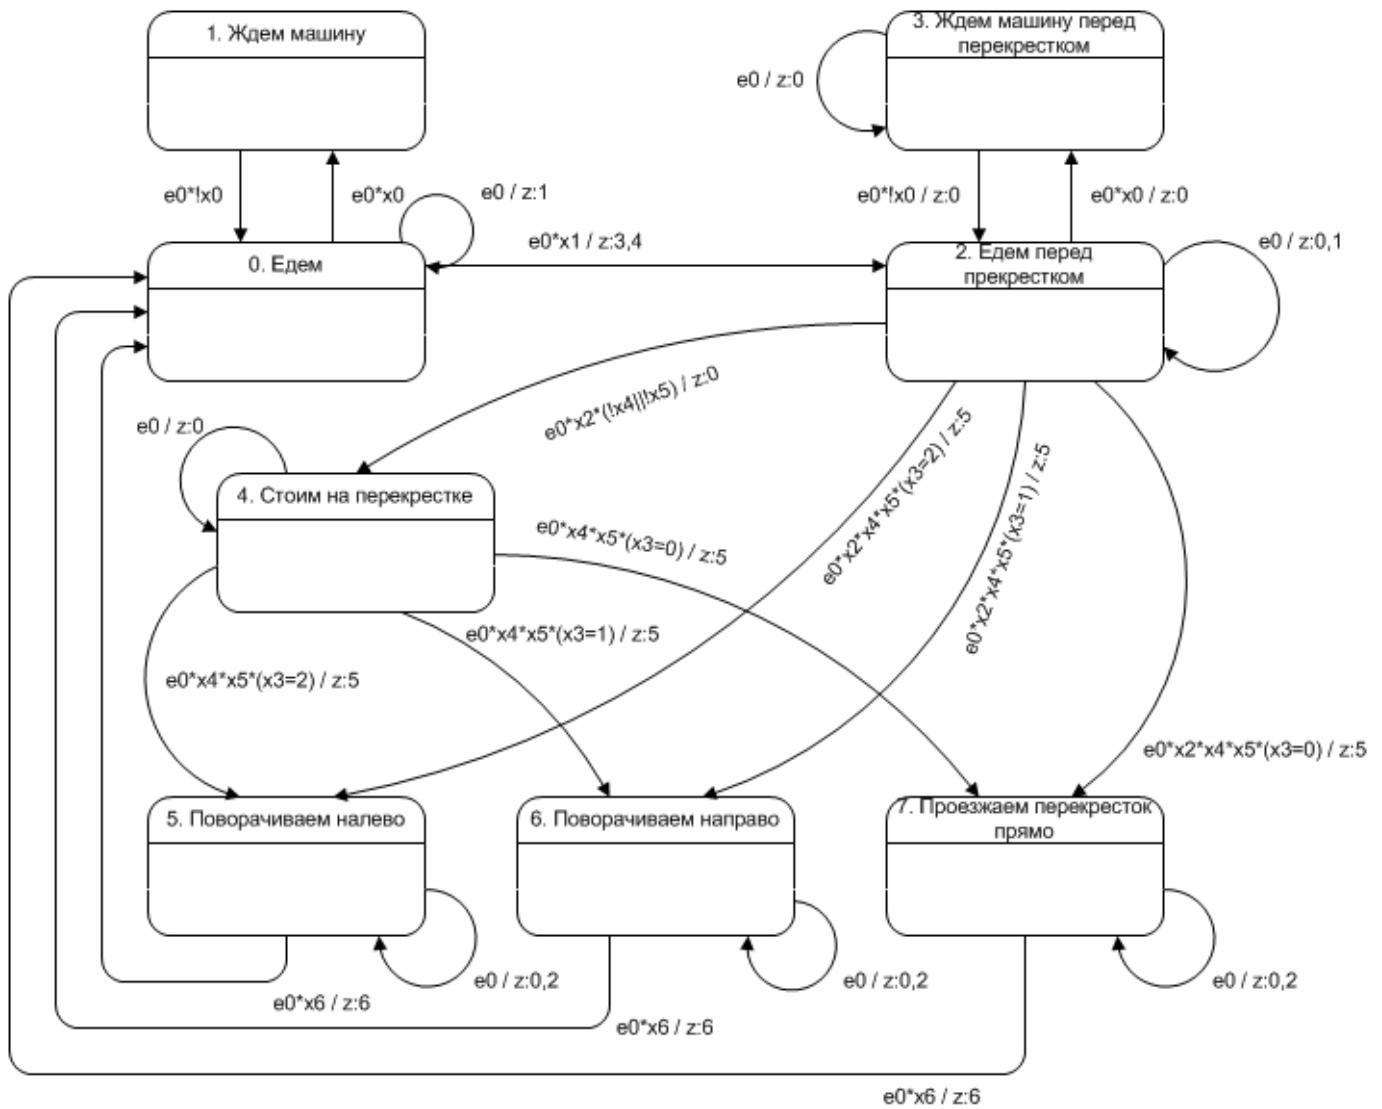 1. Ждем машину
3. Ждем машину перед
перекрестком
e0 / z:0
e0*!x0
e0*x0
e0 / z:1
e0*!x0 / z:0
e0*x0 / z:0
e0*x1 / z:3,4
0. Едем
2. Едем перед
прекрестком
e0 / z:0,1
e0*x2*(!x4||!x5) / z:0
e0*x2*x4*x5*(x3=2) / z:5
e0*x2*x4*x5*(x3=1) / z:5
e0 / z:0
4. Стоим на перекрестке
e0*x4*x5*(x3=0) / z:5
e0*x4*x5*(x3=1) / z:5
e0*x4*x5*(x3=2) / z:5
e0*x2*x4*x5*(x3=0) / z:5
5. Поворачиваем налево
6. Поворачиваем направо
7. Проезжаем перекресток
прямо
e0 / z:0,2
e0 / z:0,2
e0 / z:0,2
e0*x6 / z:6
e0*x6 / z:6
e0*x6 / z:6